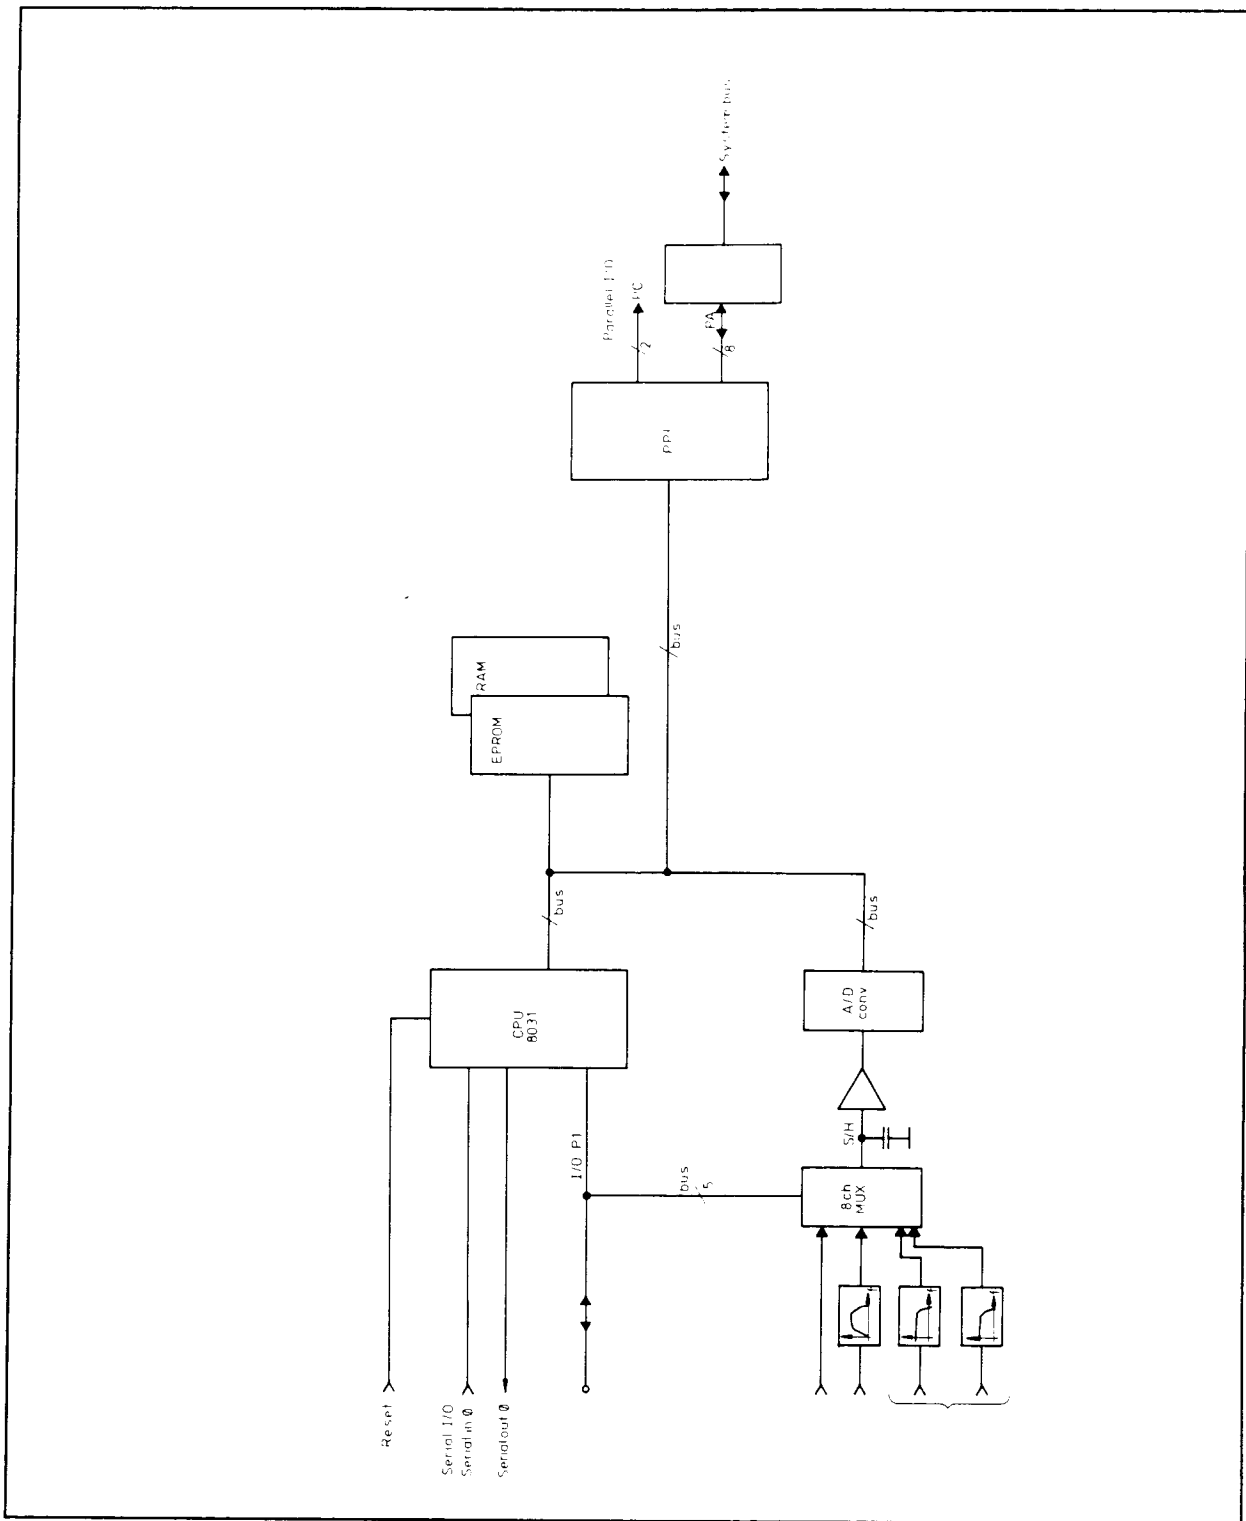 Reset
Serial I/O
Serial in 0
Serial out 0
I/O P1
CPU
8031
bus
EPROM
RAM
bus
5
8ch
MUX
S/H
A/D
conv
bus
bus
PPI
Parallel I/O
PC
2
PA
8
System bus
f
f
f